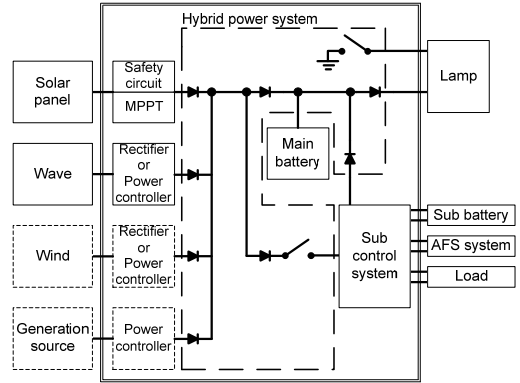 Hybrid power system
Solar
panel
Safety
circuit
MPPT
Lamp
Main
battery
Wave
Rectifier
or
Power
controller
Wind
Rectifier
or
Power
controller
Sub
control
system
Sub battery
AFS system
Load
Generation
source
Power
controller